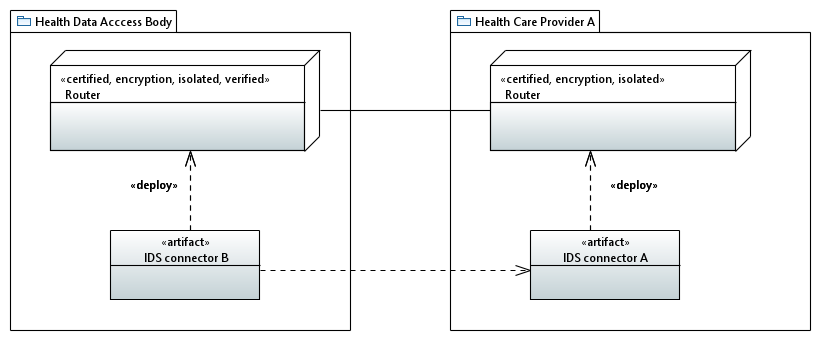 Health Data Acccess Body
Health Care Provider A
«certified, encryption, isolated, verified»
Router
«certified, encryption, isolated»
Router
«deploy»
«deploy»
«artifact»
IDS connector B
«artifact»
IDS connector A